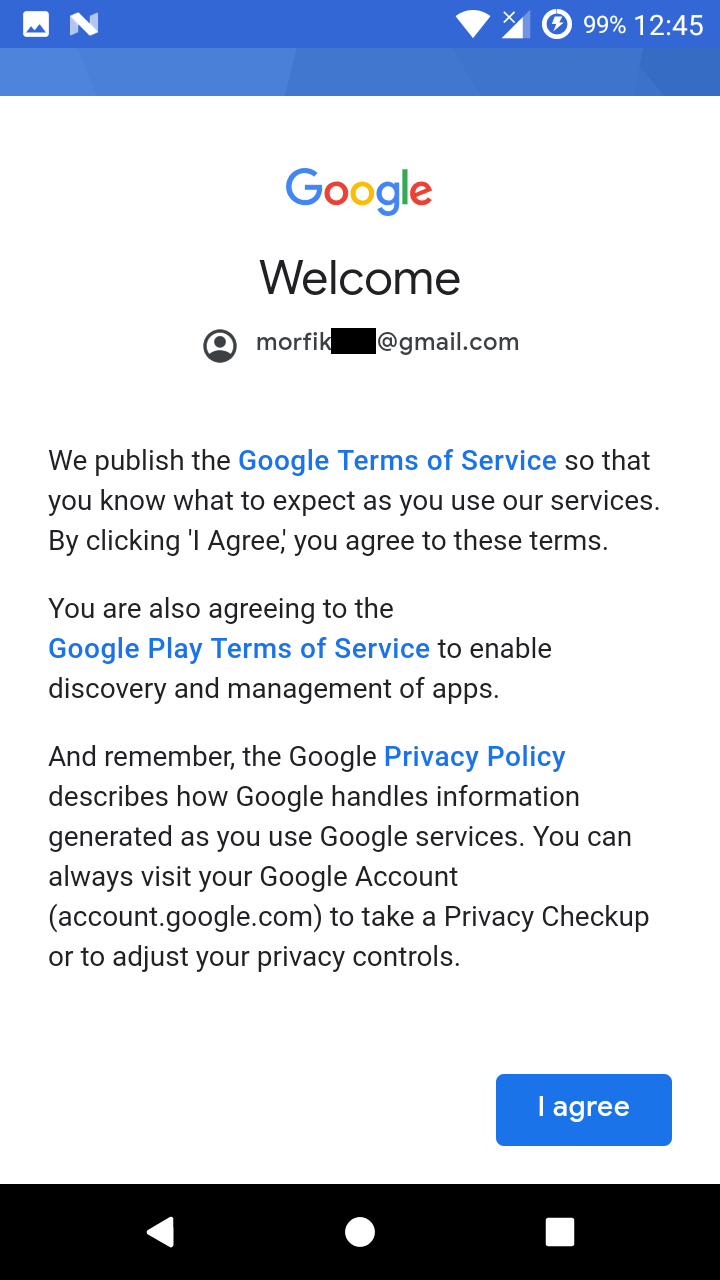 99% 12:45
Google
Welcome
morfik @gmail.com
We publish the Google Terms of Service so that
you know what to expect as you use our services.
By clicking 'I Agree,' you agree to these terms.
You are also agreeing to the
Google Play Terms of Service to enable
discovery and management of apps.
And remember, the Google Privacy Policy
describes how Google handles information
generated as you use Google services. You can
always visit your Google Account
(account.google.com) to take a Privacy Checkup
or to adjust your privacy controls.
I agree